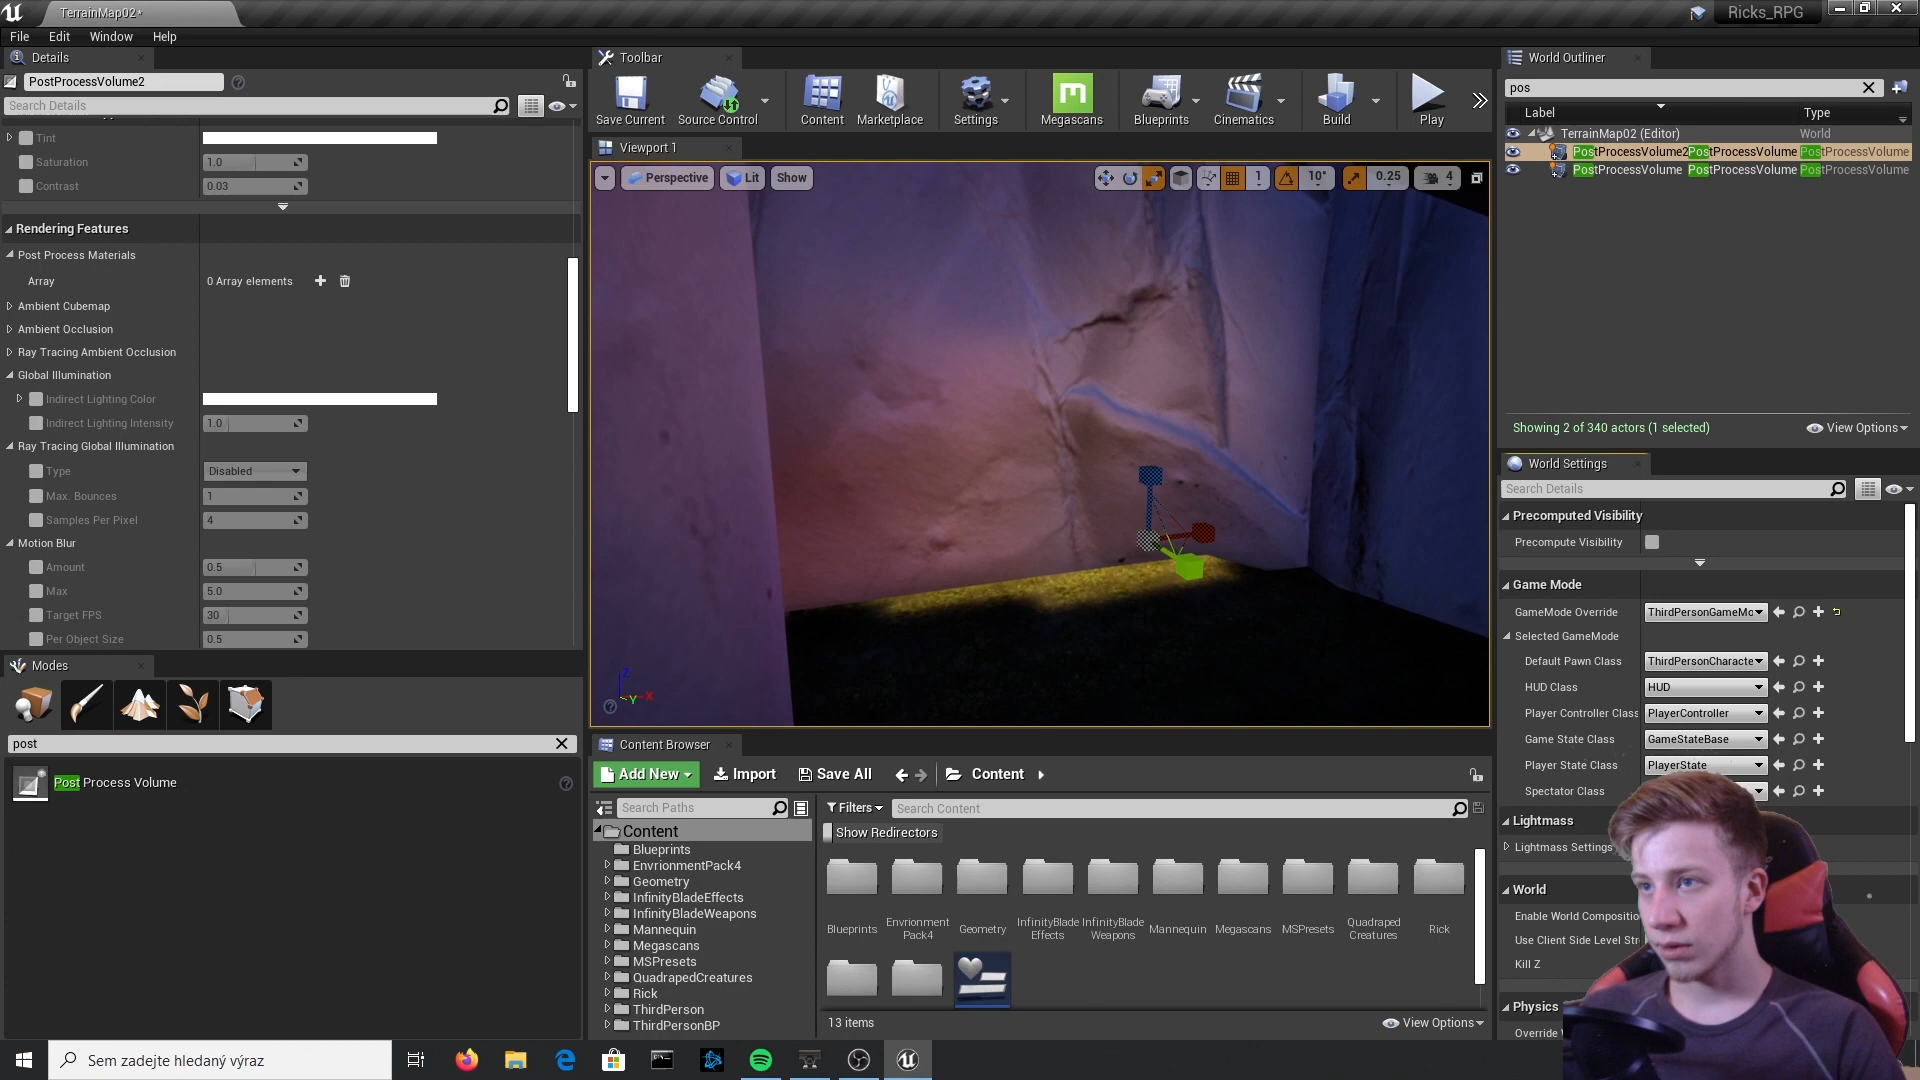 TerrainMap02*
Ricks_RPG
File Edit Window Help
Details
PostProcessVolume2
Search Details
Tint
Saturation 1.0
Contrast 0.03
Rendering Features
Post Process Materials
Array 0 Array elements
Ambient Cubemap
Ambient Occlusion
Ray Tracing Ambient Occlusion
Global Illumination
Indirect Lighting Color
Indirect Lighting Intensity 1.0
Ray Tracing Global Illumination
Type Disabled
Max. Bounces 1
Samples Per Pixel 4
Motion Blur
Amount 0.5
Max 5.0
Target FPS 30
Per Object Size 0.5
Modes
post
Post Process Volume
Toolbar
Save Current Source Control Content Marketplace Settings Megascans Blueprints Cinematics Build Play
Viewport 1
Perspective Lit Show 1 10° 0.25 4
Z
X
Y
Content Browser
Add New Import Save All Content
Search Paths
Filters Search Content
Show Redirectors
Content
Blueprints
EnvrionmentPack4
Geometry
InfinityBladeEffects
InfinityBladeWeapons
Mannequin
Megascans
MSPresets
QuadrapedCreatures
Rick
ThirdPerson
ThirdPersonBP
Blueprints
Envrionment
Pack4
Geometry
InfinityBlade
Effects
InfinityBlade
Weapons
Mannequin
Megascans
MSPresets
Quadraped
Creatures
Rick
13 items
View Options
World Outliner
pos
Label Type
TerrainMap02 (Editor) World
PostProcessVolume2 PostProcessVolume PostProcessVolume
PostProcessVolume PostProcessVolume PostProcessVolume
Showing 2 of 340 actors (1 selected)
View Options
World Settings
Search Details
Precomputed Visibility
Precompute Visibility
Game Mode
GameMode Override ThirdPersonGameMo
Selected GameMode
Default Pawn Class ThirdPersonCharacte
HUD Class HUD
Player Controller Class PlayerController
Game State Class GameStateBase
Player State Class PlayerState
Spectator Class
Lightmass
Lightmass Settings
World
Enable World Compositio
Use Client Side Level Str
Kill Z
Physics
Override
Sem zadejte hledaný výraz